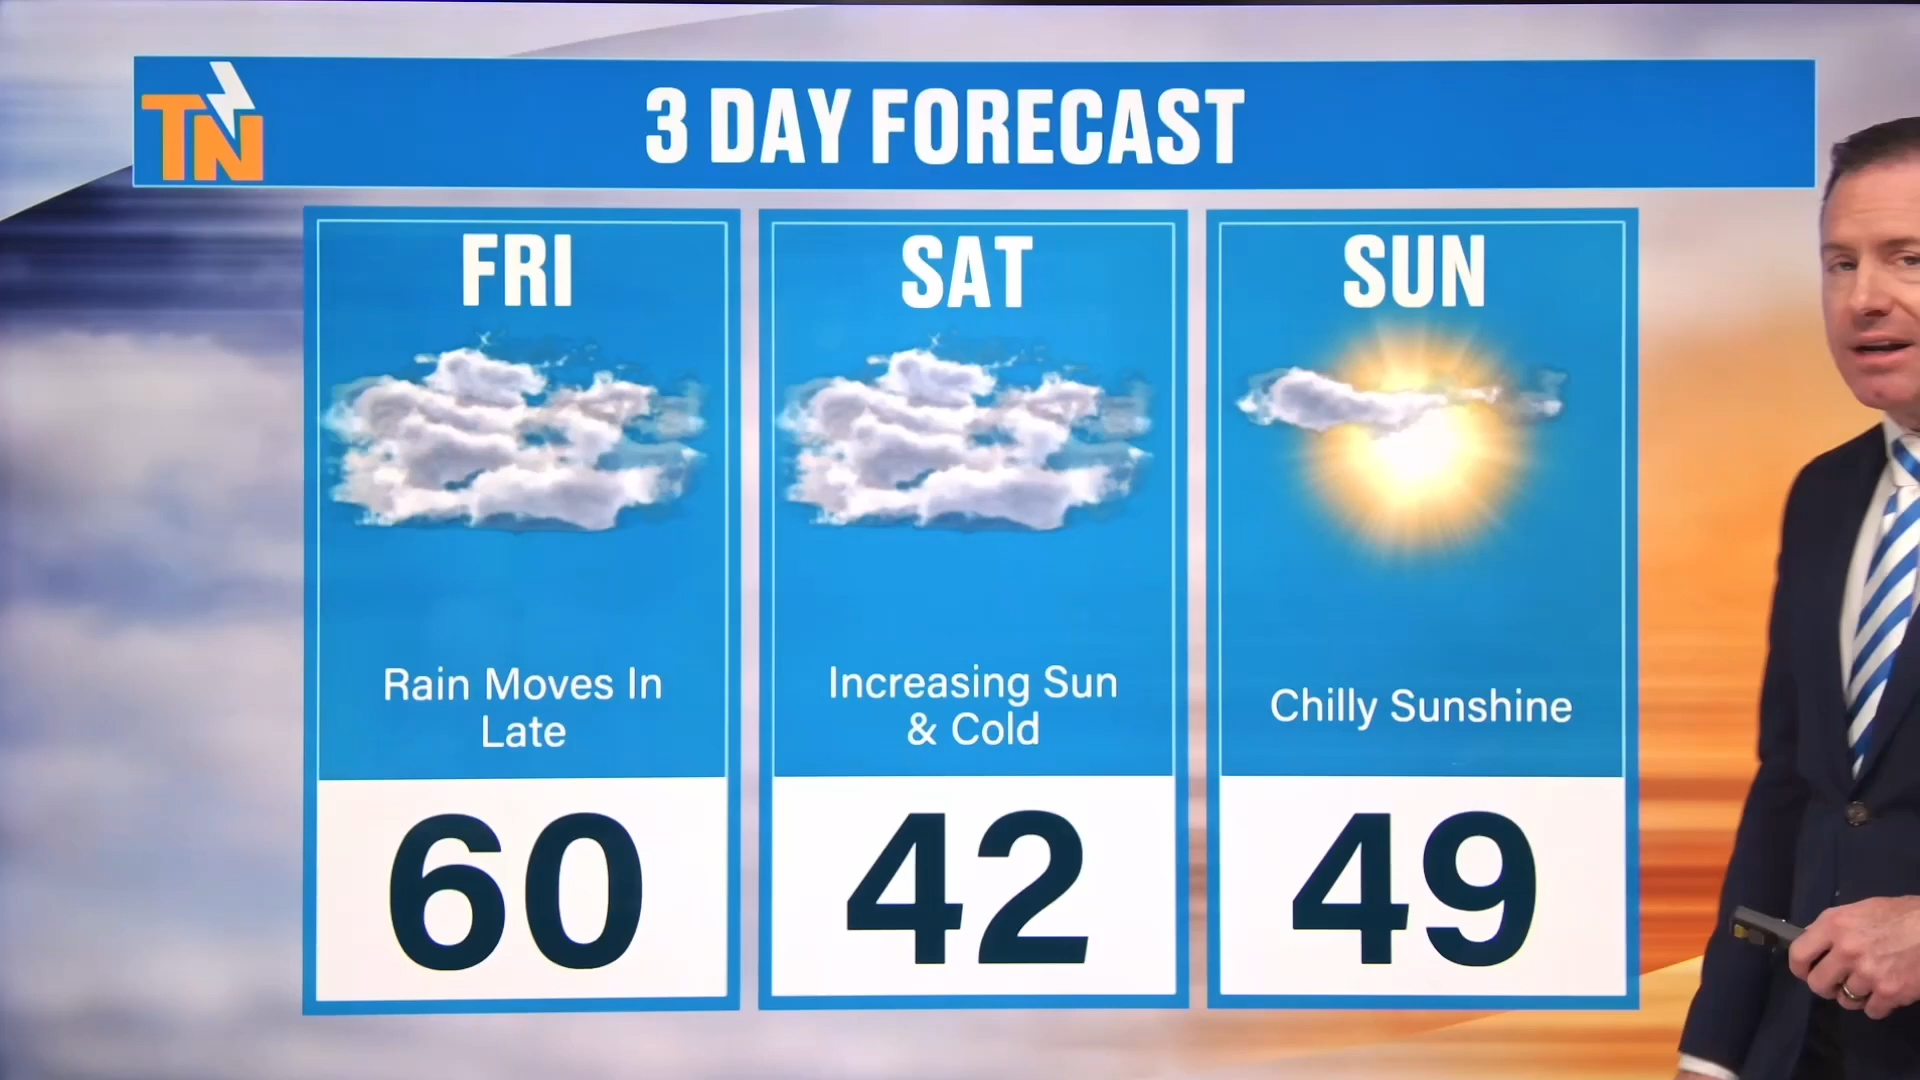 TN
3 DAY FORECAST
FRI
Rain Moves In
Late
60
SAT
Increasing Sun
& Cold
42
SUN
Chilly Sunshine
49